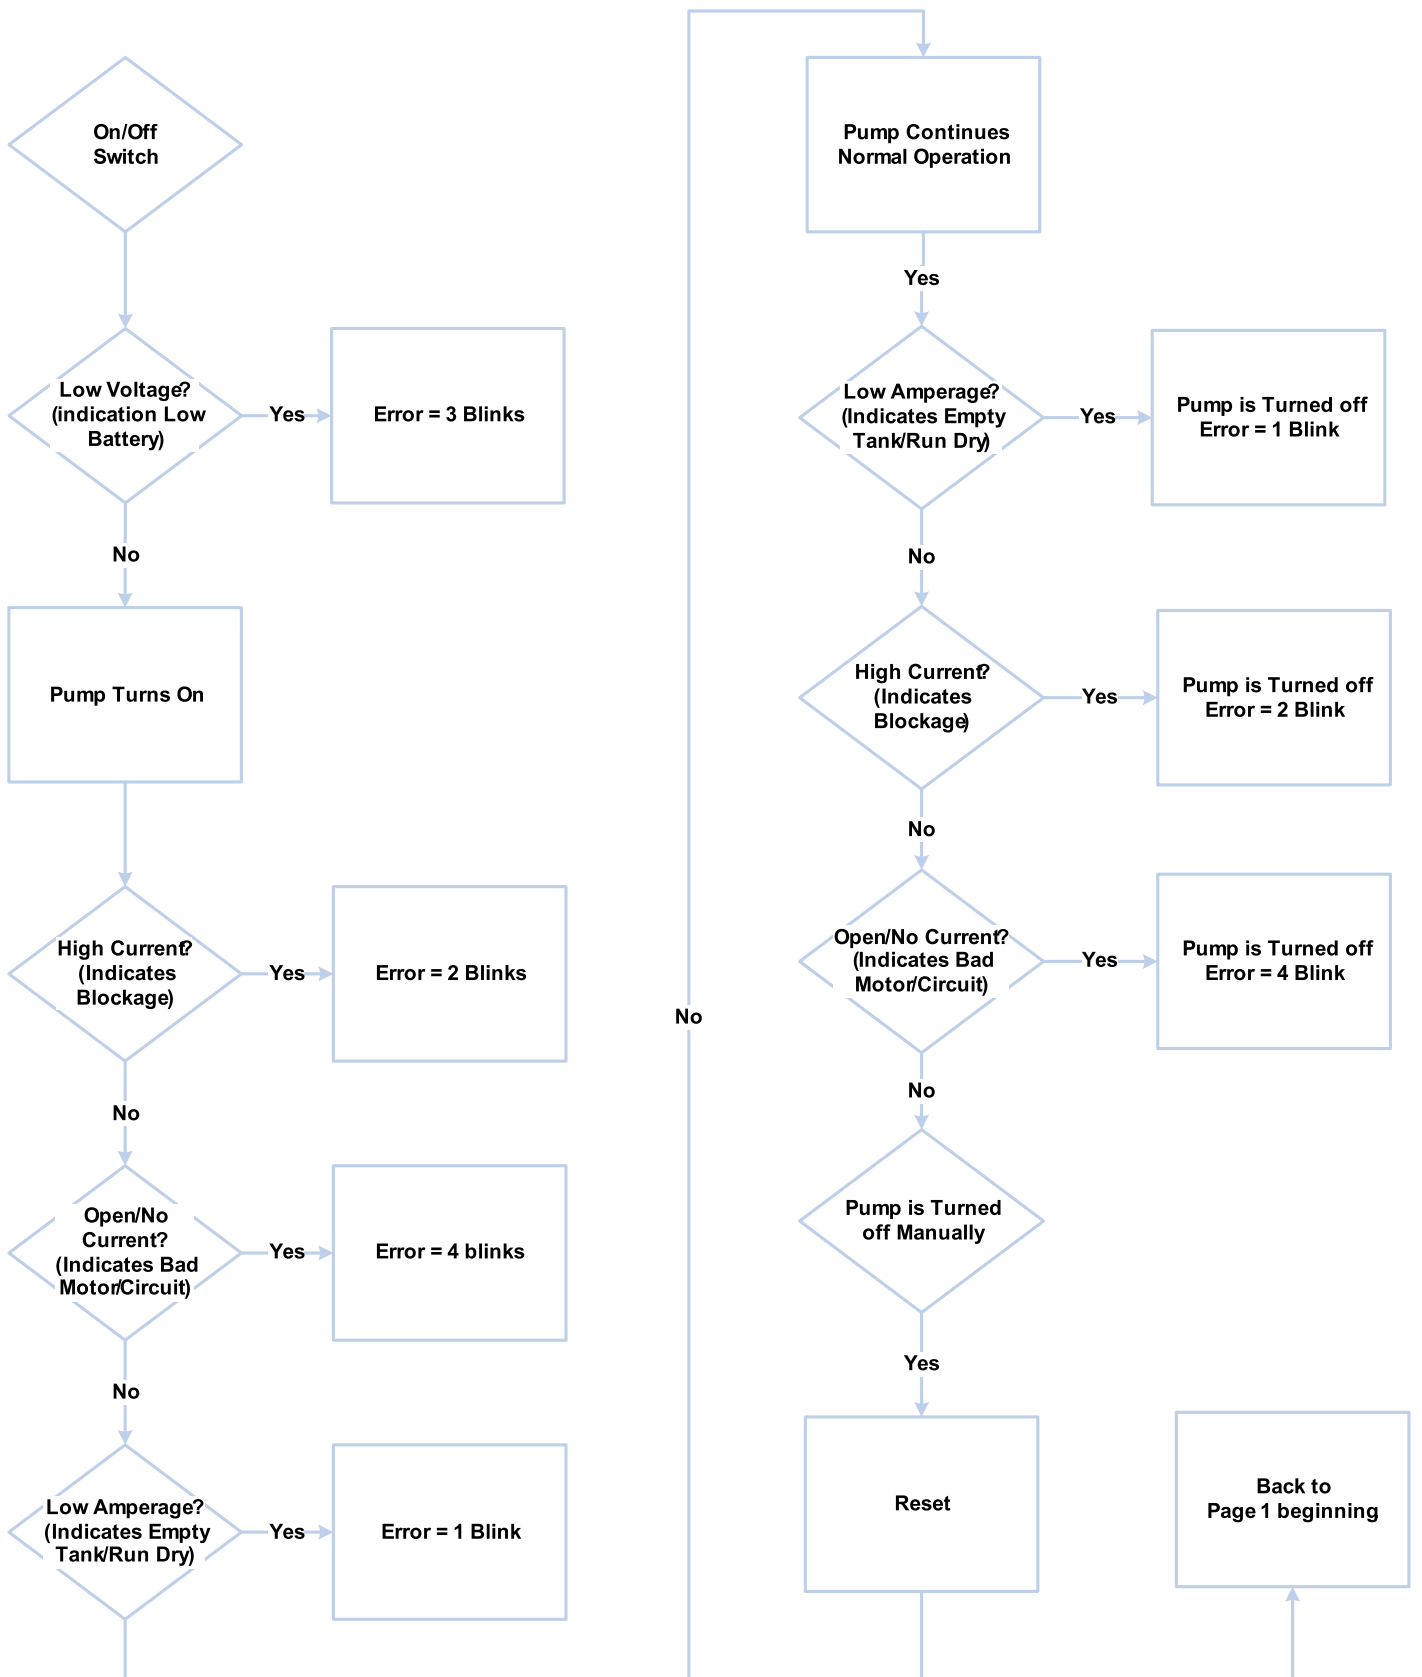 On/Off
Switch
Low Voltage?
(indication Low
Battery)
Yes
Error = 3 Blinks
No
Pump Turns On
High Current?
(Indicates
Blockage)
Yes
Error = 2 Blinks
No
Open/No
Current?
(Indicates Bad
Motor/Circuit)
Yes
Error = 4 blinks
No
Low Amperage?
(Indicates Empty
Tank/Run Dry)
Yes
Error = 1 Blink
No
Pump Continues
Normal Operation
Yes
Low Amperage?
(Indicates Empty
Tank/Run Dry)
Yes
Pump is Turned off
Error = 1 Blink
No
High Current?
(Indicates
Blockage)
Yes
Pump is Turned off
Error = 2 Blink
No
Open/No Current?
(Indicates Bad
Motor/Circuit)
Yes
Pump is Turned off
Error = 4 Blink
No
Pump is Turned
off Manually
Yes
Reset
Back to
Page 1 beginning